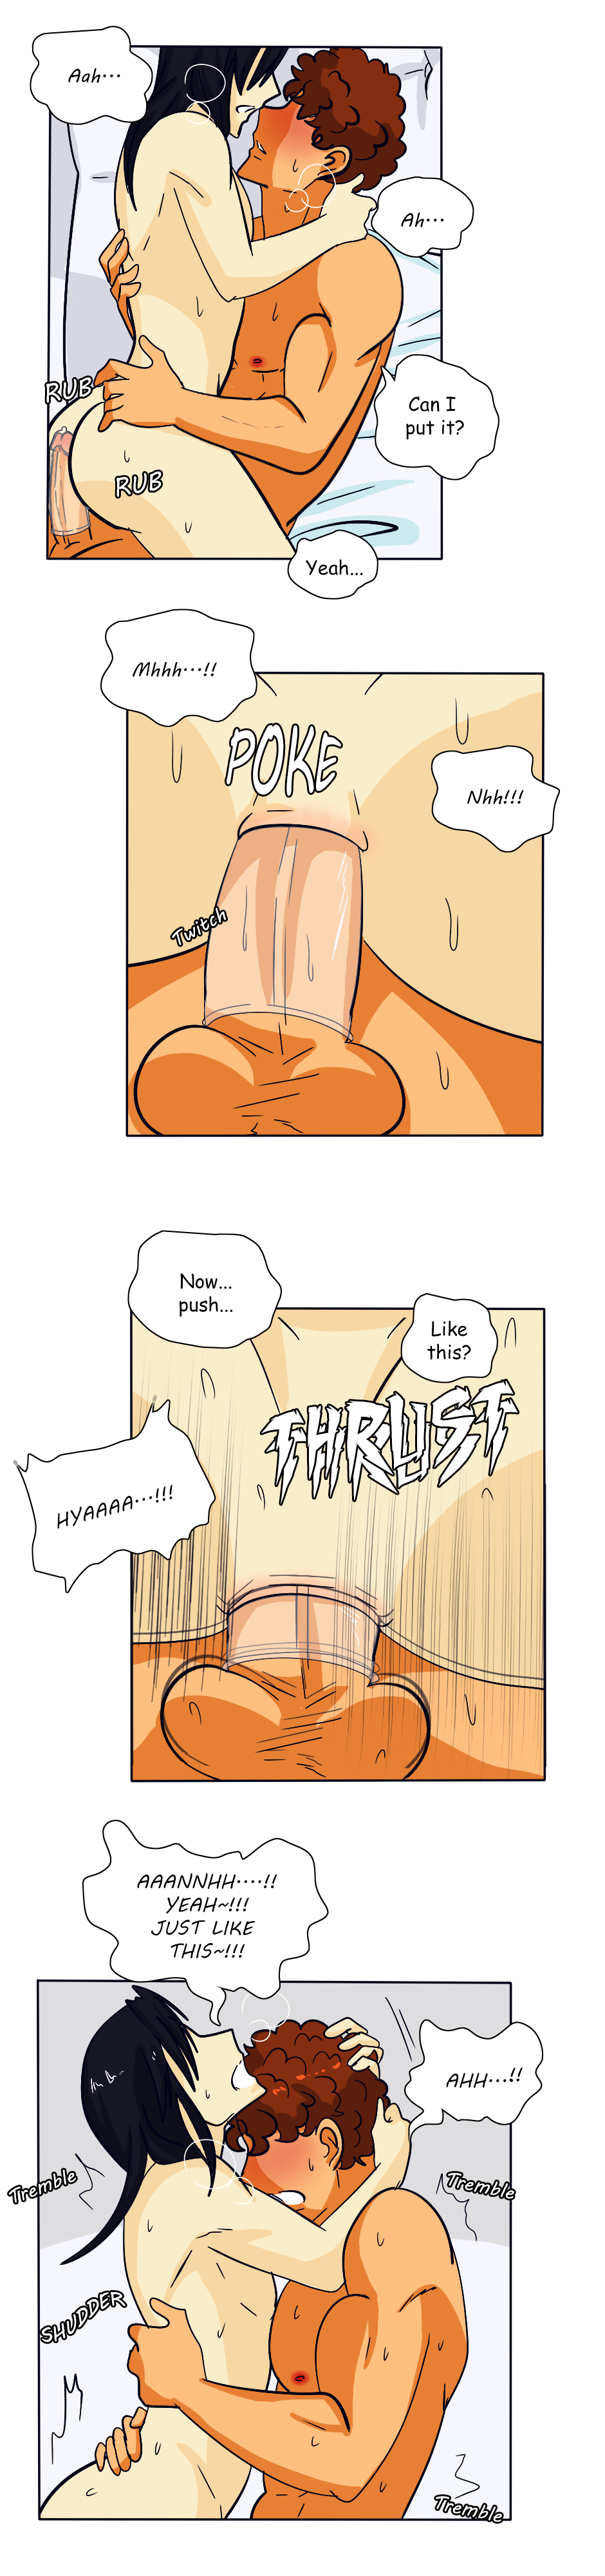 Aah...
Ah...
RUB
Can I
put it?
RUB
Yeah...
Mhhh...!!
POKE
Nhh!!!
Twitch
Now...
push...
Like
this?
THRUST
HYAAAA...!!!
AAANNHH....!!
YEAH~!!!
JUST LIKE
THIS~!!!
AHH...!!
Tremble
Tremble
SHUDDER
Tremble